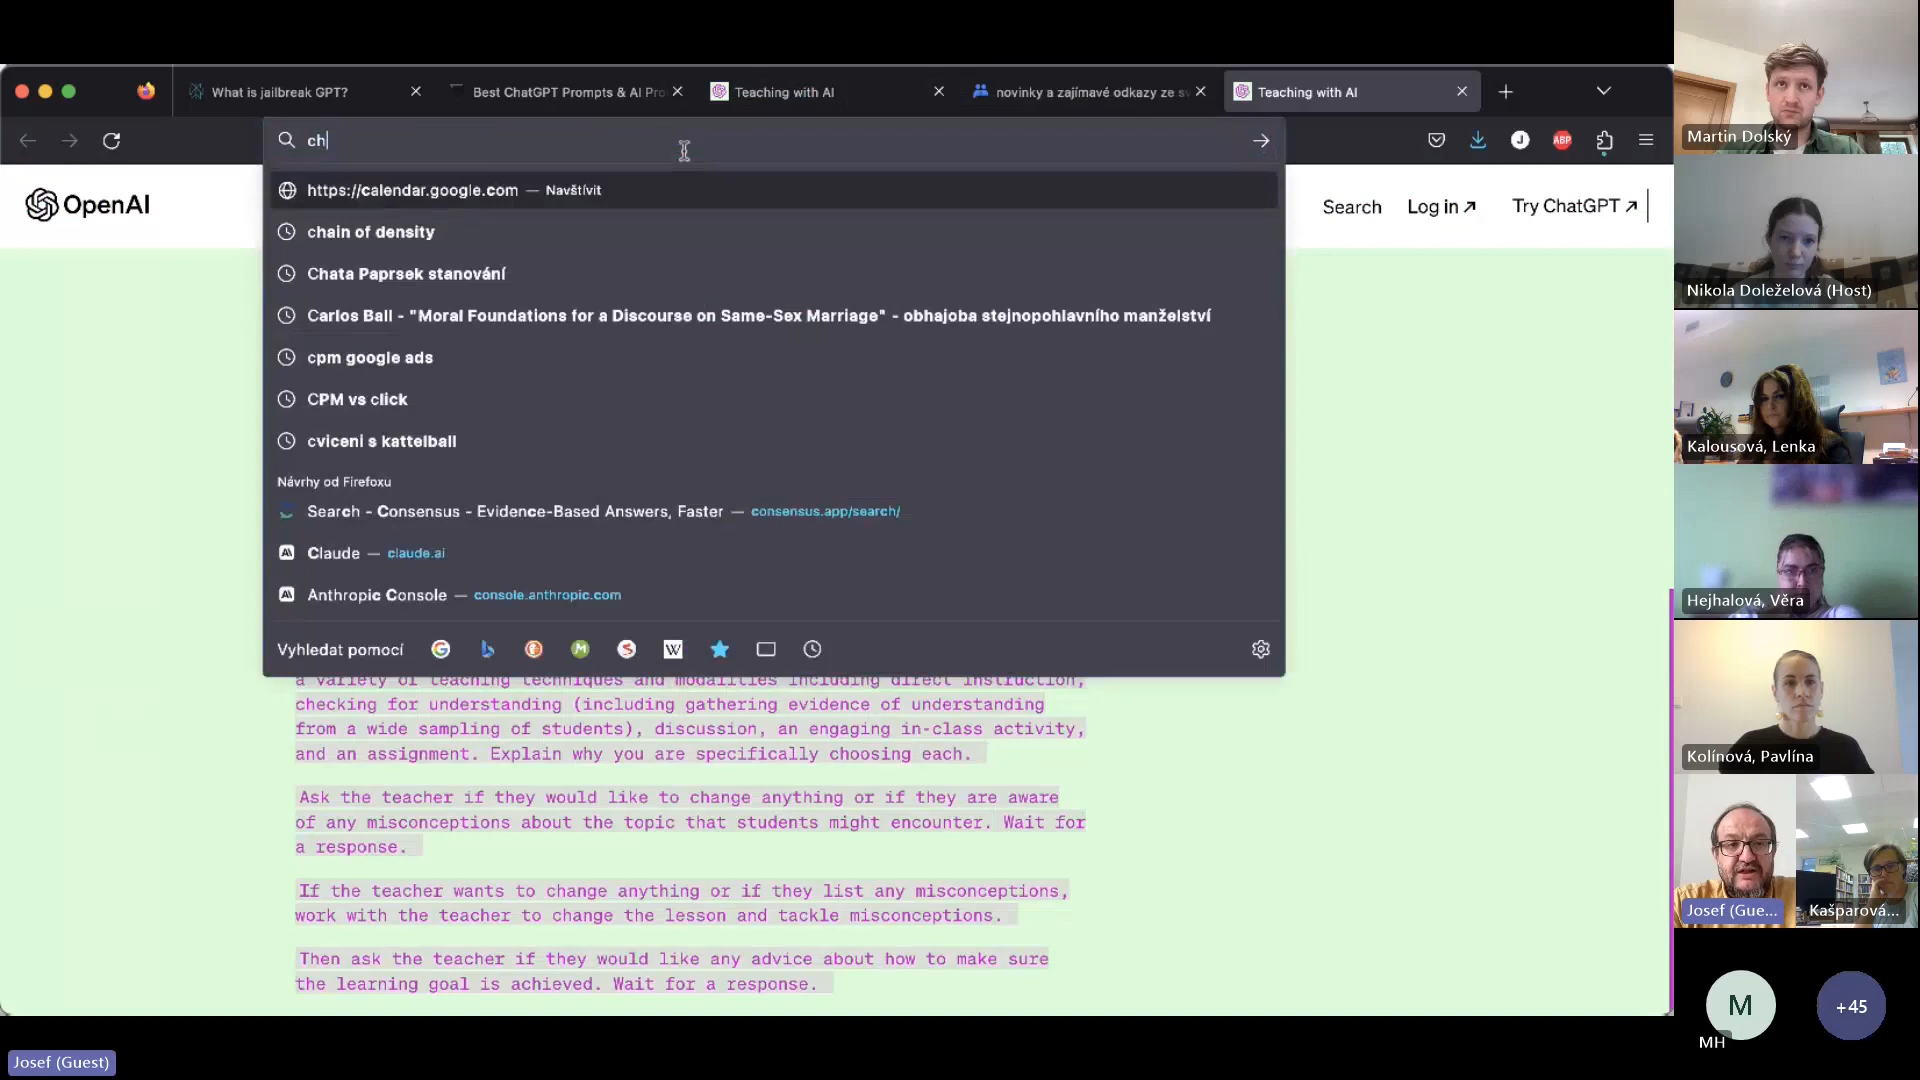 What is jailbreak GPT?
Best ChatGPT Prompts & AI Pro
Teaching with AI
novinky a zajímavé odkazy ze s
Teaching with AI
ch
ABP
https://calendar.google.com — Navštívit
chain of density
Chata Paprsek stanování
Carlos Ball - "Moral Foundations for a Discourse on Same-Sex Marriage" - obhajoba stejnopohlavního manželství
cpm google ads
CPM vs click
cviceni s kattelball
Návrhy od Firefoxu
Search - Consensus - Evidence-Based Answers, Faster — consensus.app/search/
Claude — claude.ai
Anthropic Console — console.anthropic.com
Vyhledat pomocí
OpenAI
Search
Log in ↗
Try ChatGPT ↗
a variety of teaching techniques and modalities including direct instruction,
checking for understanding (including gathering evidence of understanding
from a wide sampling of students), discussion, an engaging in-class activity,
and an assignment. Explain why you are specifically choosing each.
Ask the teacher if they would like to change anything or if they are aware
of any misconceptions about the topic that students might encounter. Wait for
a response.
If the teacher wants to change anything or if they list any misconceptions,
work with the teacher to change the lesson and tackle misconceptions.
Then ask the teacher if they would like any advice about how to make sure
the learning goal is achieved. Wait for a response.
Josef (Guest)
Martin Dolský
Nikola Doleželová (Host)
Kalousová, Lenka
Hejhalová, Věra
Kolínová, Pavlína
Josef (Gue...
Kašparová...
M
MH
+45